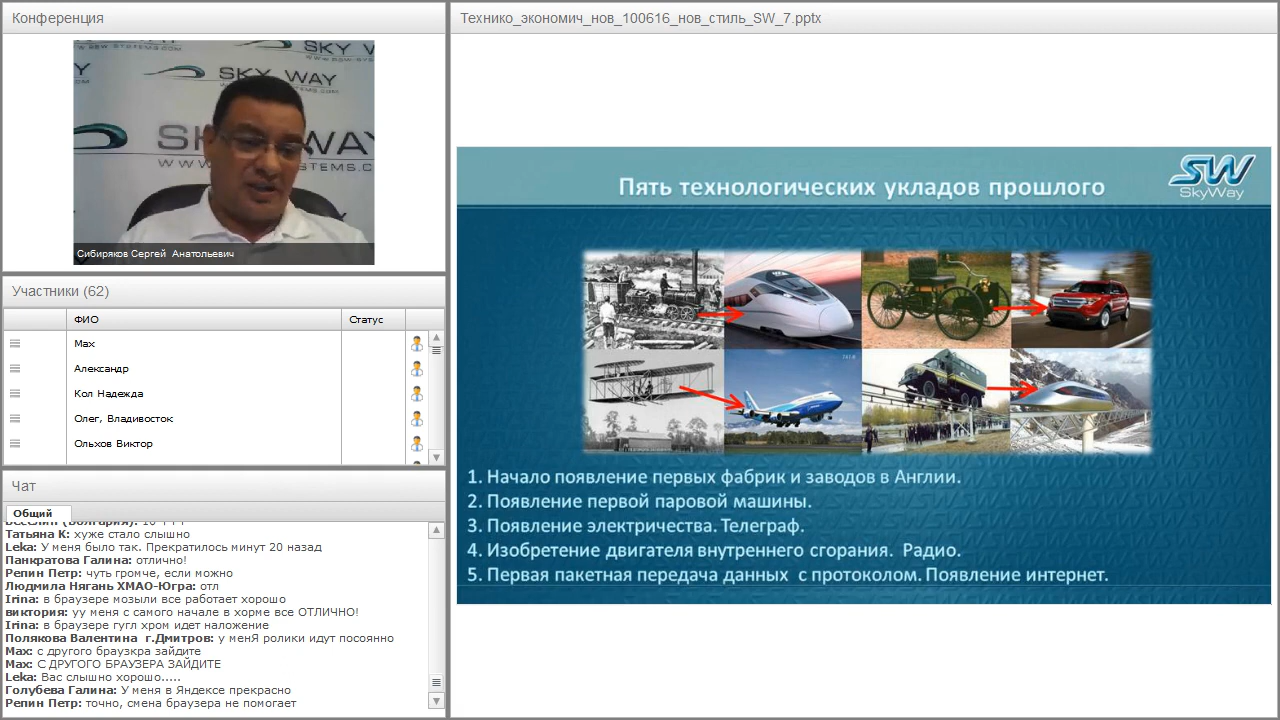 Конференция
SKY WAY
SKY WAY
WWW
STEMS.COM
Сибиряков Сергей Анатольевич
Участники (62)
ФИО
Статус
Max
Александр
Кол Надежда
Олег, Владивосток
Ольхов Виктор
Чат
Общий
Татьяна К: хуже стало слышно
Leka: У меня было так. Прекратилось минут 20 назад
Панкратова Галина: отлично!
Репин Петр: чуть громче, если можно
Людмила Нягань ХМАО-Югра: отл
Irina: в браузере мозыли все работает хорошо
виктория: уу меня с самого начале в хорме все ОТЛИЧНО!
Irina: в браузере гугл хром идет наложение
Полякова Валентина г.Дмитров: у менЯ ролики идут посоянно
Max: с другого браузкра зайдите
Max: С ДРУГОГО БРАУЗЕРА ЗАЙДИТЕ
Leka: Вас слышно хорошо.....
Голубева Галина: У меня в Яндексе прекрасно
Репин Петр: точно, смена браузера не помогает
Технико_экономич_нов_100616_нов_стиль_SW_7.pptx
Пять технологических укладов прошлого
SW
SkyWay
1. Начало появление первых фабрик и заводов в Англии.
2. Появление первой паровой машины.
3. Появление электричества. Телеграф.
4. Изобретение двигателя внутреннего сгорания. Радио.
5. Первая пакетная передача данных с протоколом. Появление интернет.